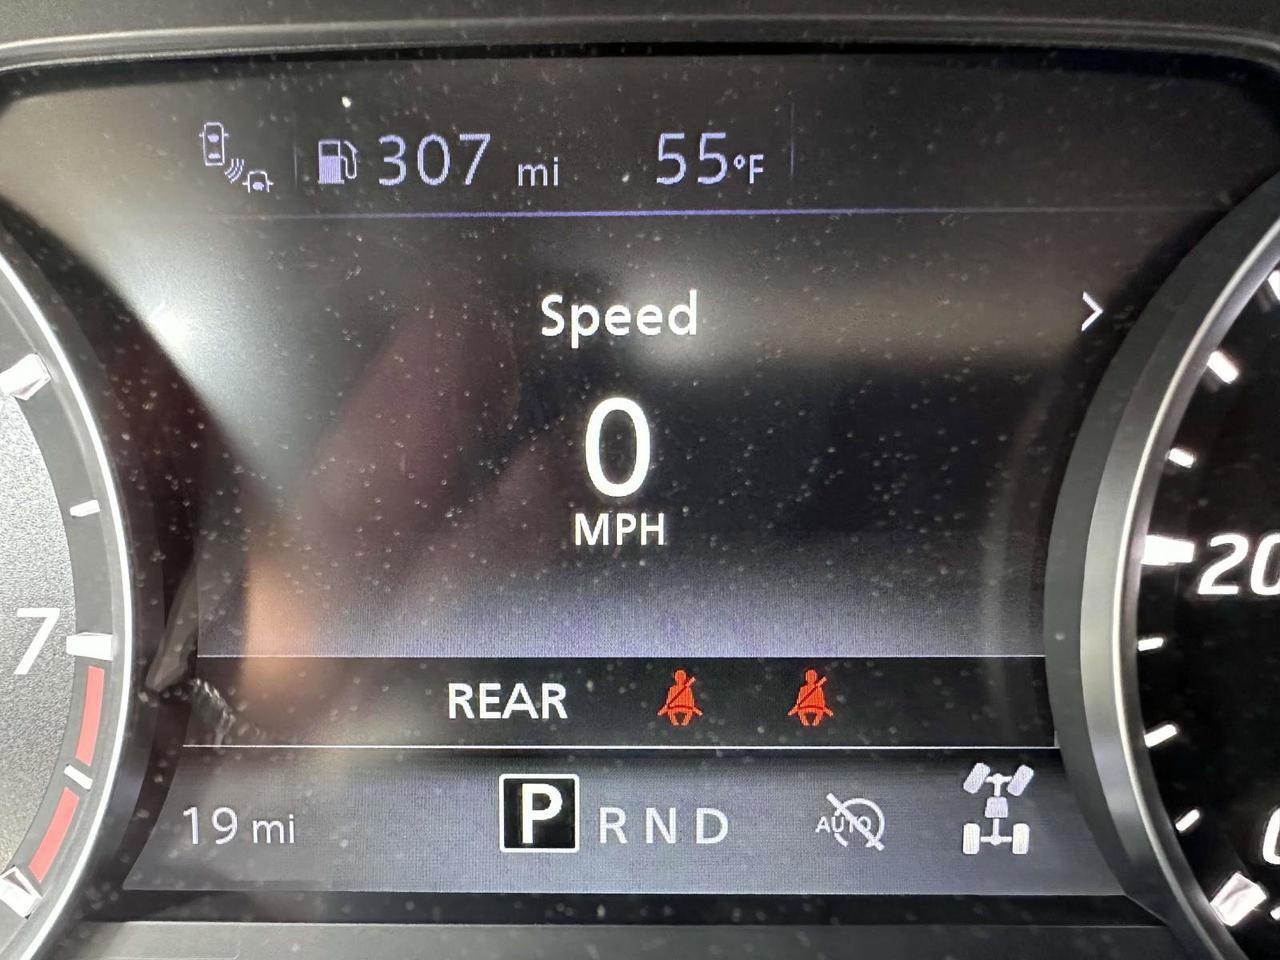 307 mi 55°F
Speed
0
MPH
20
7
REAR
19 mi P R N D AUTO